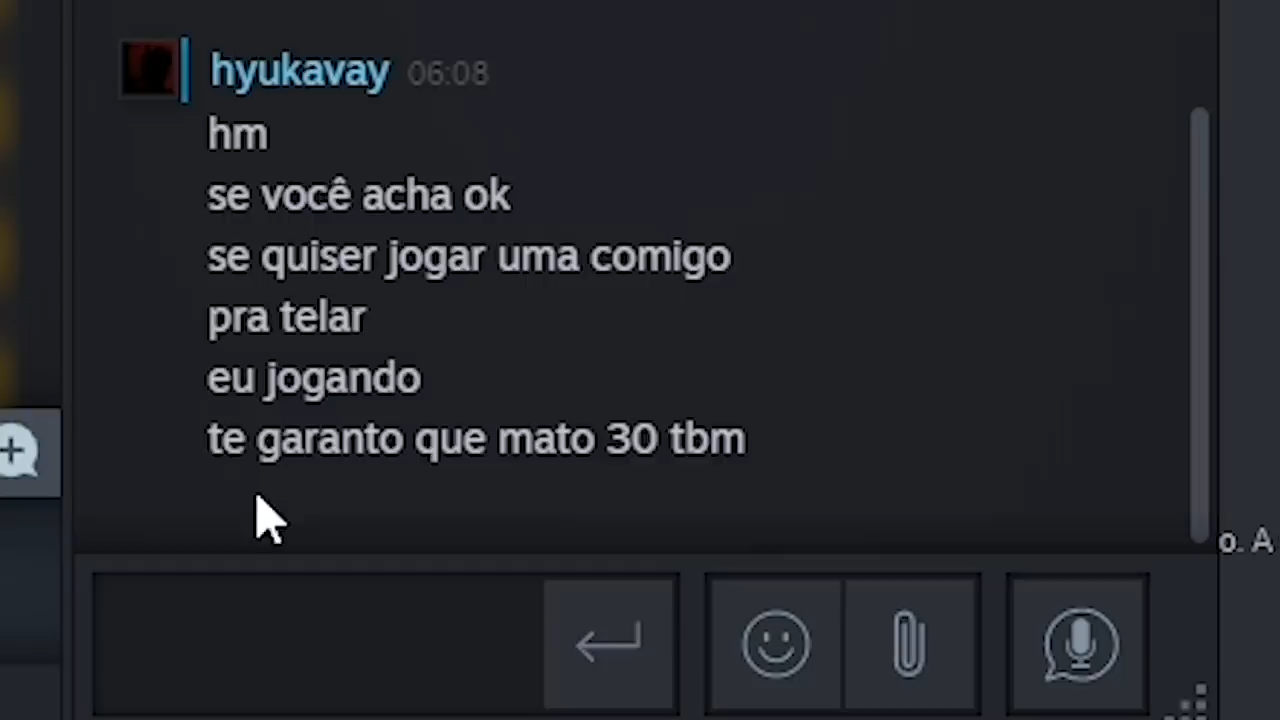 hyukavay 06:08
hm
se você acha ok
se quiser jogar uma comigo
pra telar
eu jogando
te garanto que mato 30 tbm
o. A